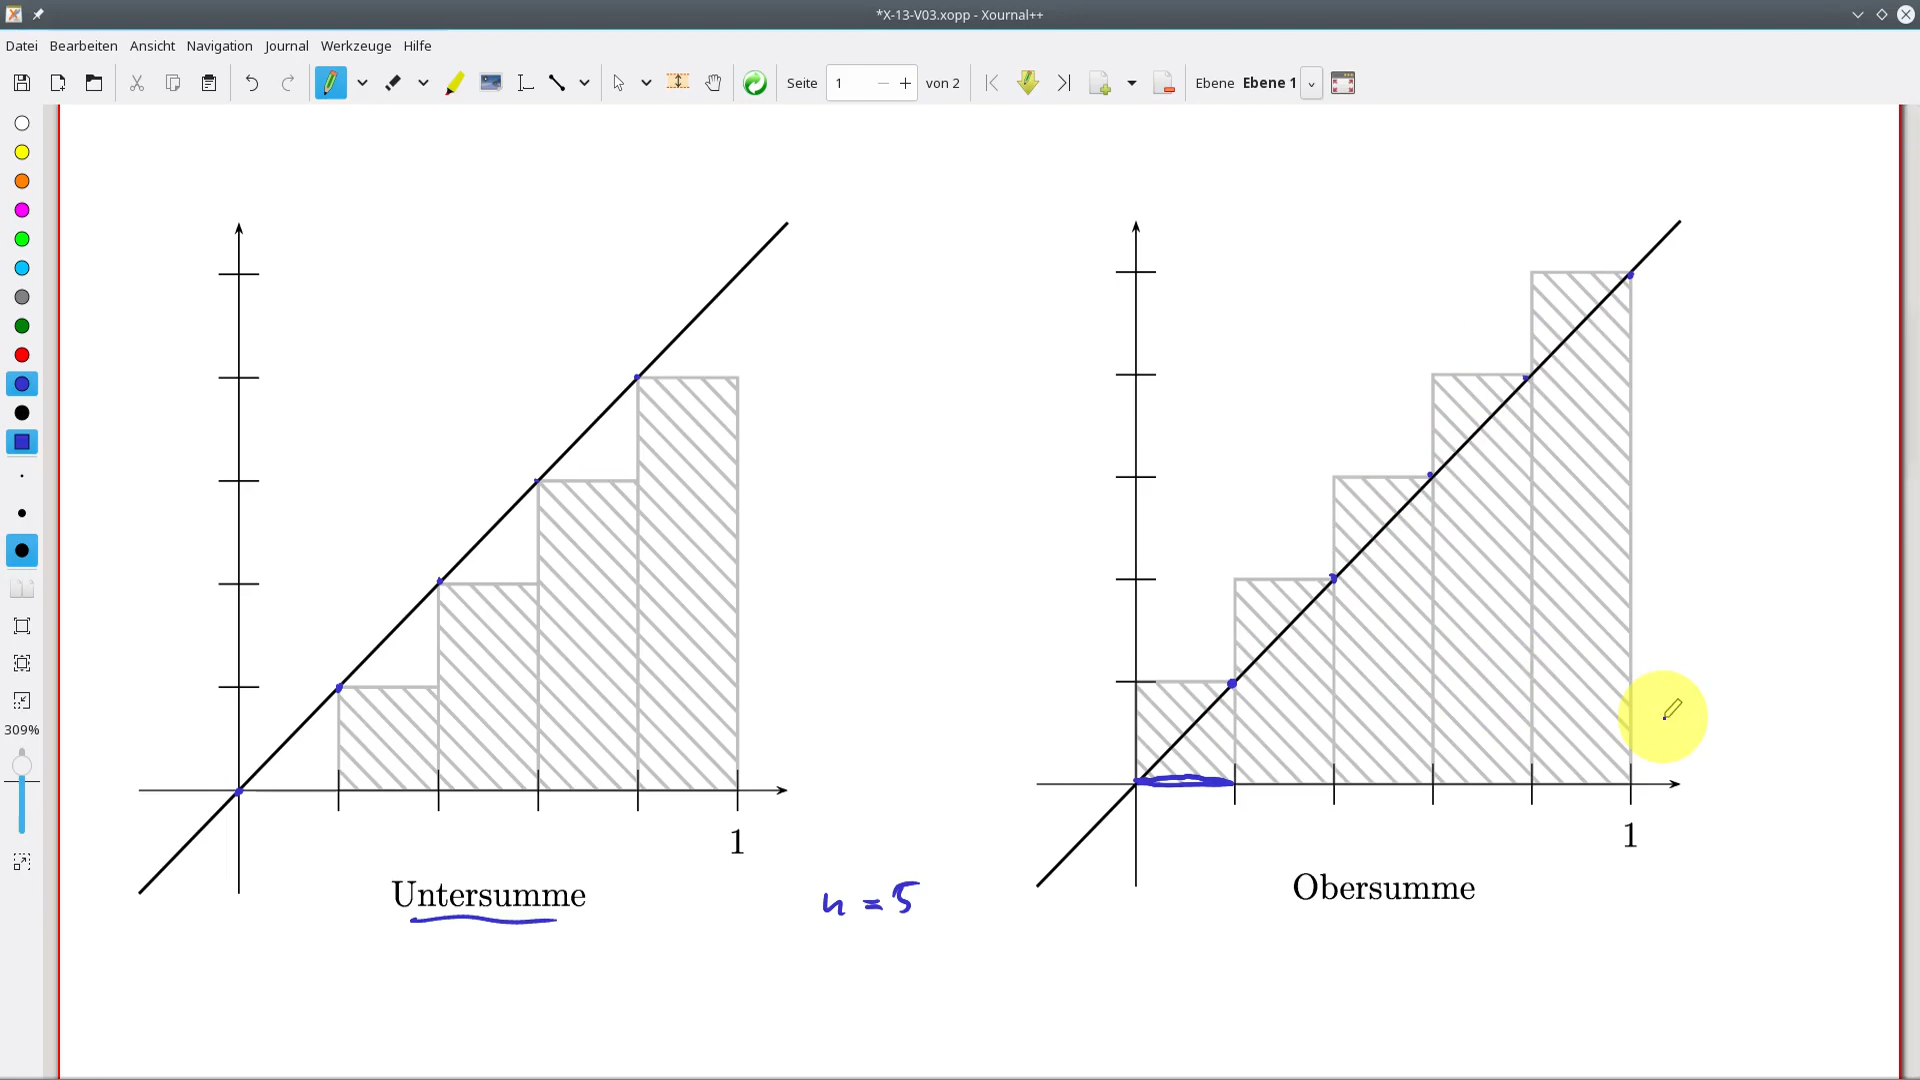 *X-13-V03.xopp - Xournal++
Datei Bearbeiten Ansicht Navigation Journal Werkzeuge Hilfe
Seite 1 von 2 Ebene Ebene 1
309%
1
1
Untersumme
n = 5
Obersumme